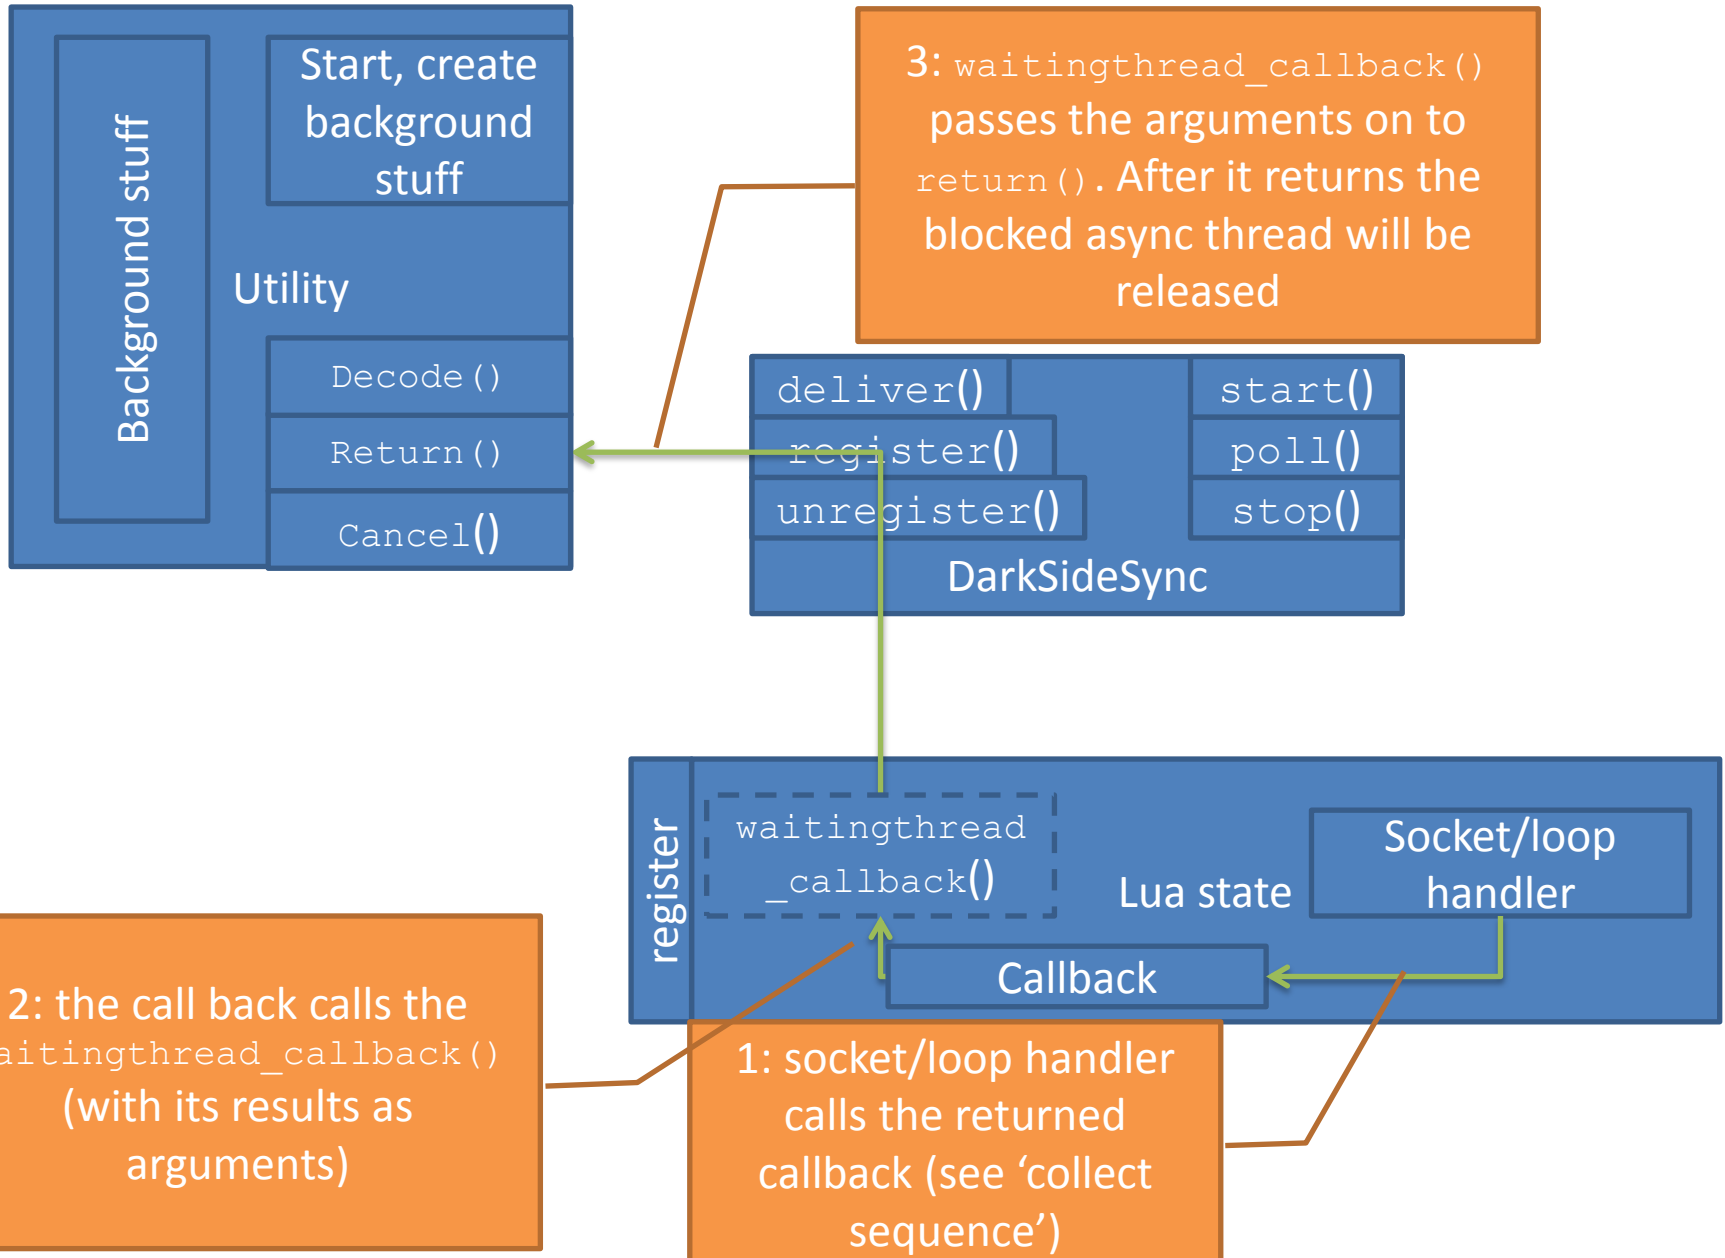 Start, create
background
stuff
Background stuff
Utility
Decode()
Return()
Cancel()
3: waitingthread_callback()
passes the arguments on to
return(). After it returns the
blocked async thread will be
released
deliver()
register()
unregister()
start()
poll()
stop()
DarkSideSync
register
waitingthread
_callback()
Lua state
Socket/loop
handler
Callback
2: the call back calls the
aitingthread_callback()
(with its results as
arguments)
1: socket/loop handler
calls the returned
callback (see ‘collect
sequence’)